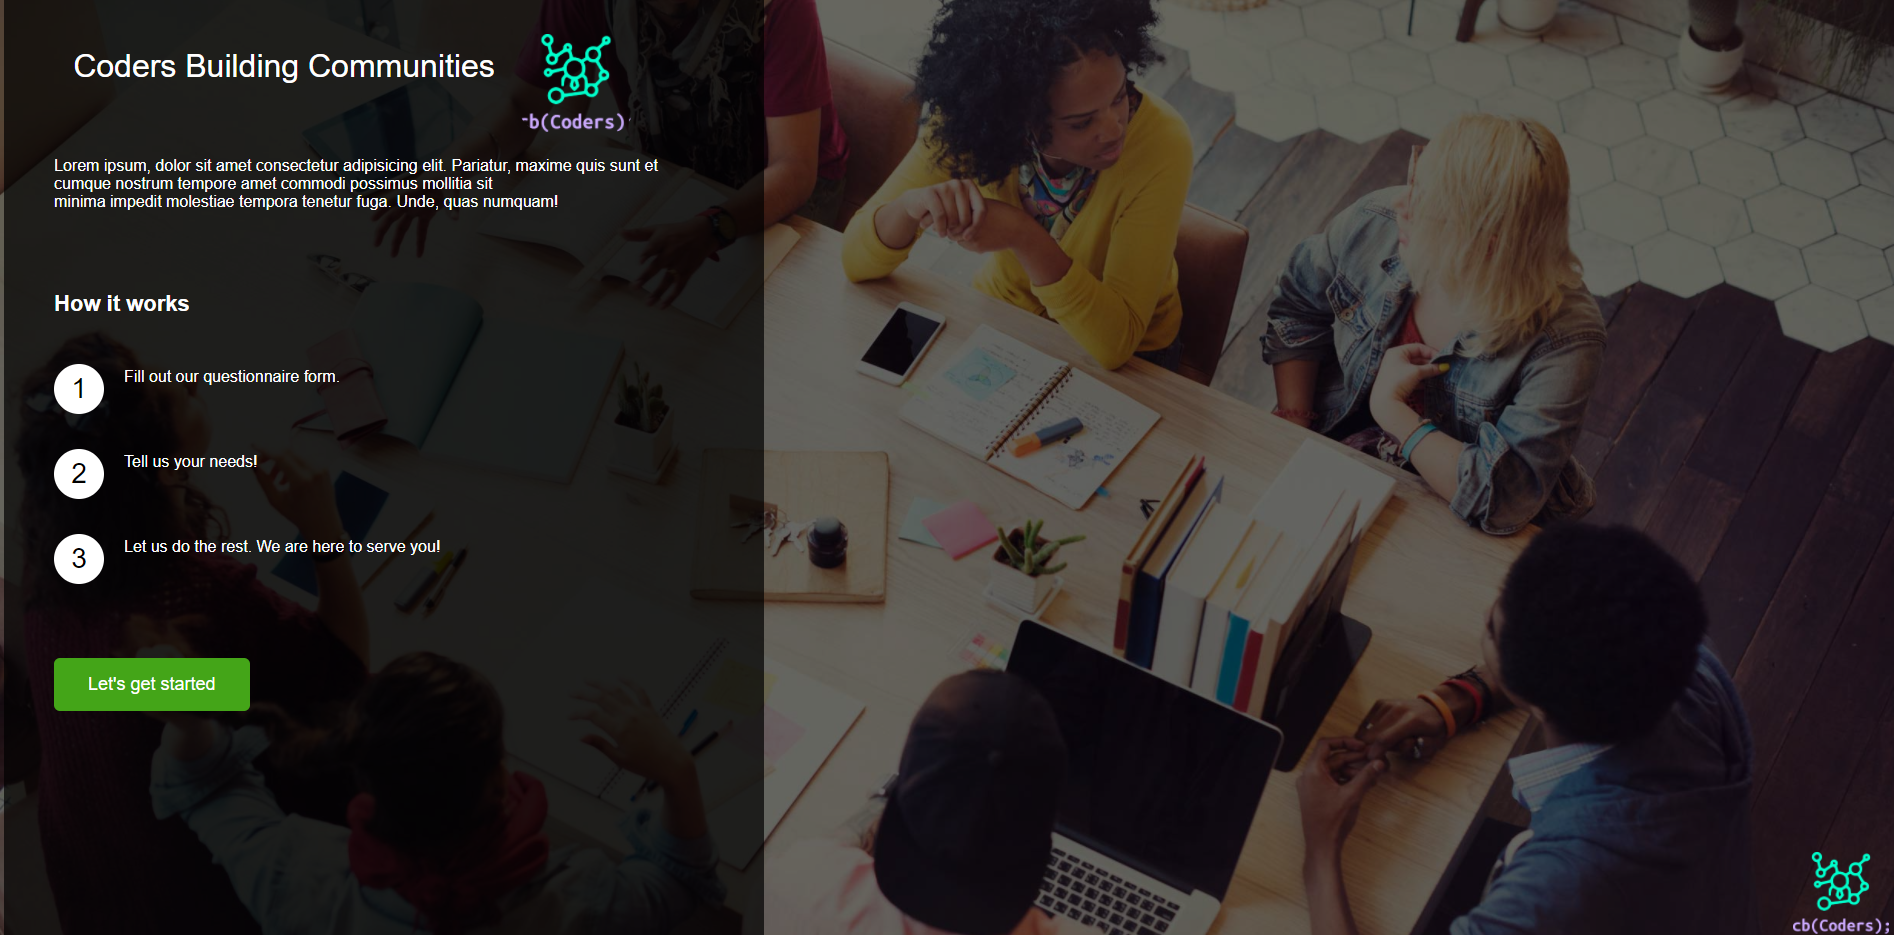 Coders Building Communities
-b(Coders)
Lorem ipsum, dolor sit amet consectetur adipisicing elit. Pariatur, maxime quis sunt et
cumque nostrum tempore amet commodi possimus mollitia sit
minima impedit molestiae tempora tenetur fuga. Unde, quas numquam!
How it works
1 Fill out our questionnaire form.
2 Tell us your needs!
3 Let us do the rest. We are here to serve you!
Let's get started
cb(Coders);